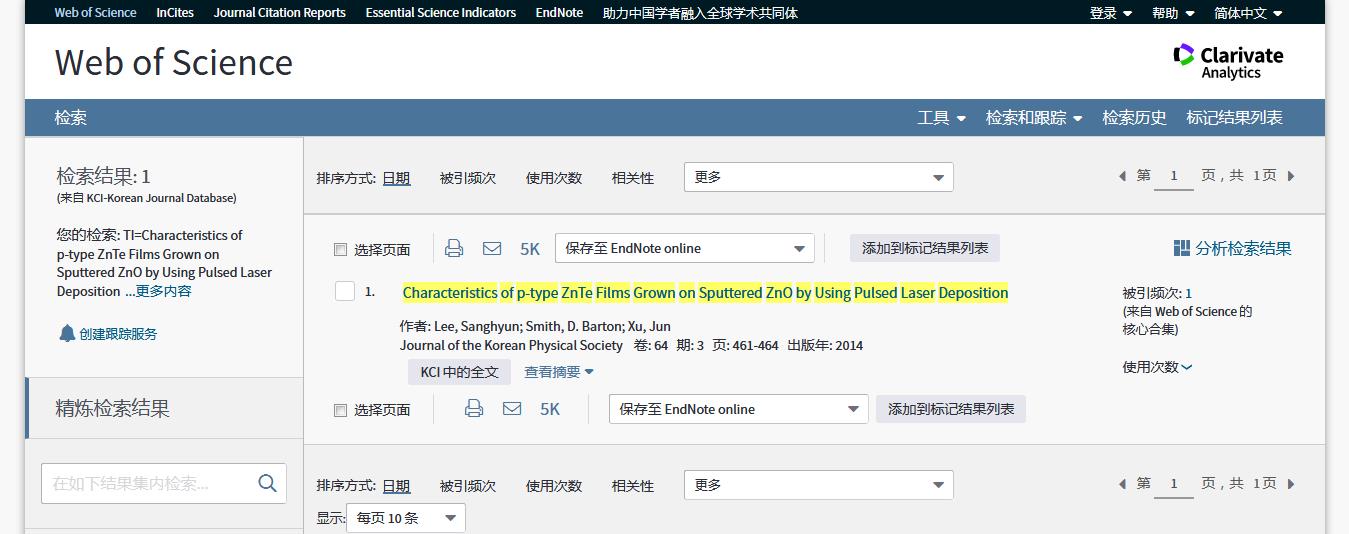 Web of Science InCites Journal Citation Reports Essential Science Indicators EndNote 助力中国学者融入全球学术共同体 登录 帮助 简体中文
Web of Science
Clarivate
Analytics
检索 工具 检索和跟踪 检索历史 标记结果列表
检索结果: 1
(来自 KCI-Korean Journal Database)
您的检索: TI=Characteristics of
p-type ZnTe Films Grown on
Sputtered ZnO by Using Pulsed Laser
Deposition ...更多内容
创建跟踪服务
精炼检索结果
在如下结果集内检索...
排序方式: 日期 被引频次 使用次数 相关性 更多 第 1 页，共 1页
选择页面 5K 保存至 EndNote online 添加到标记结果列表 分析检索结果
1. Characteristics of p-type ZnTe Films Grown on Sputtered ZnO by Using Pulsed Laser Deposition
作者: Lee, Sanghyun; Smith, D. Barton; Xu, Jun
Journal of the Korean Physical Society 卷: 64 期: 3 页: 461-464 出版年: 2014
KCI 中的全文 查看摘要
被引频次: 1
(来自 Web of Science 的
核心合集)
使用次数
选择页面 5K 保存至 EndNote online 添加到标记结果列表
排序方式: 日期 被引频次 使用次数 相关性 更多 第 1 页，共 1页
显示: 每页 10 条